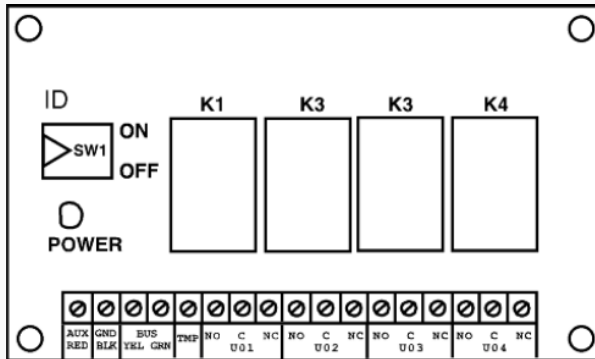 ID
K1 K3 K3 K4
ON
SW1
OFF
POWER
AUX GND BUS TMP NO C NC NO C NC NO C NC NO C NC
RED BLK YEL GRN U01 U02 U03 U04